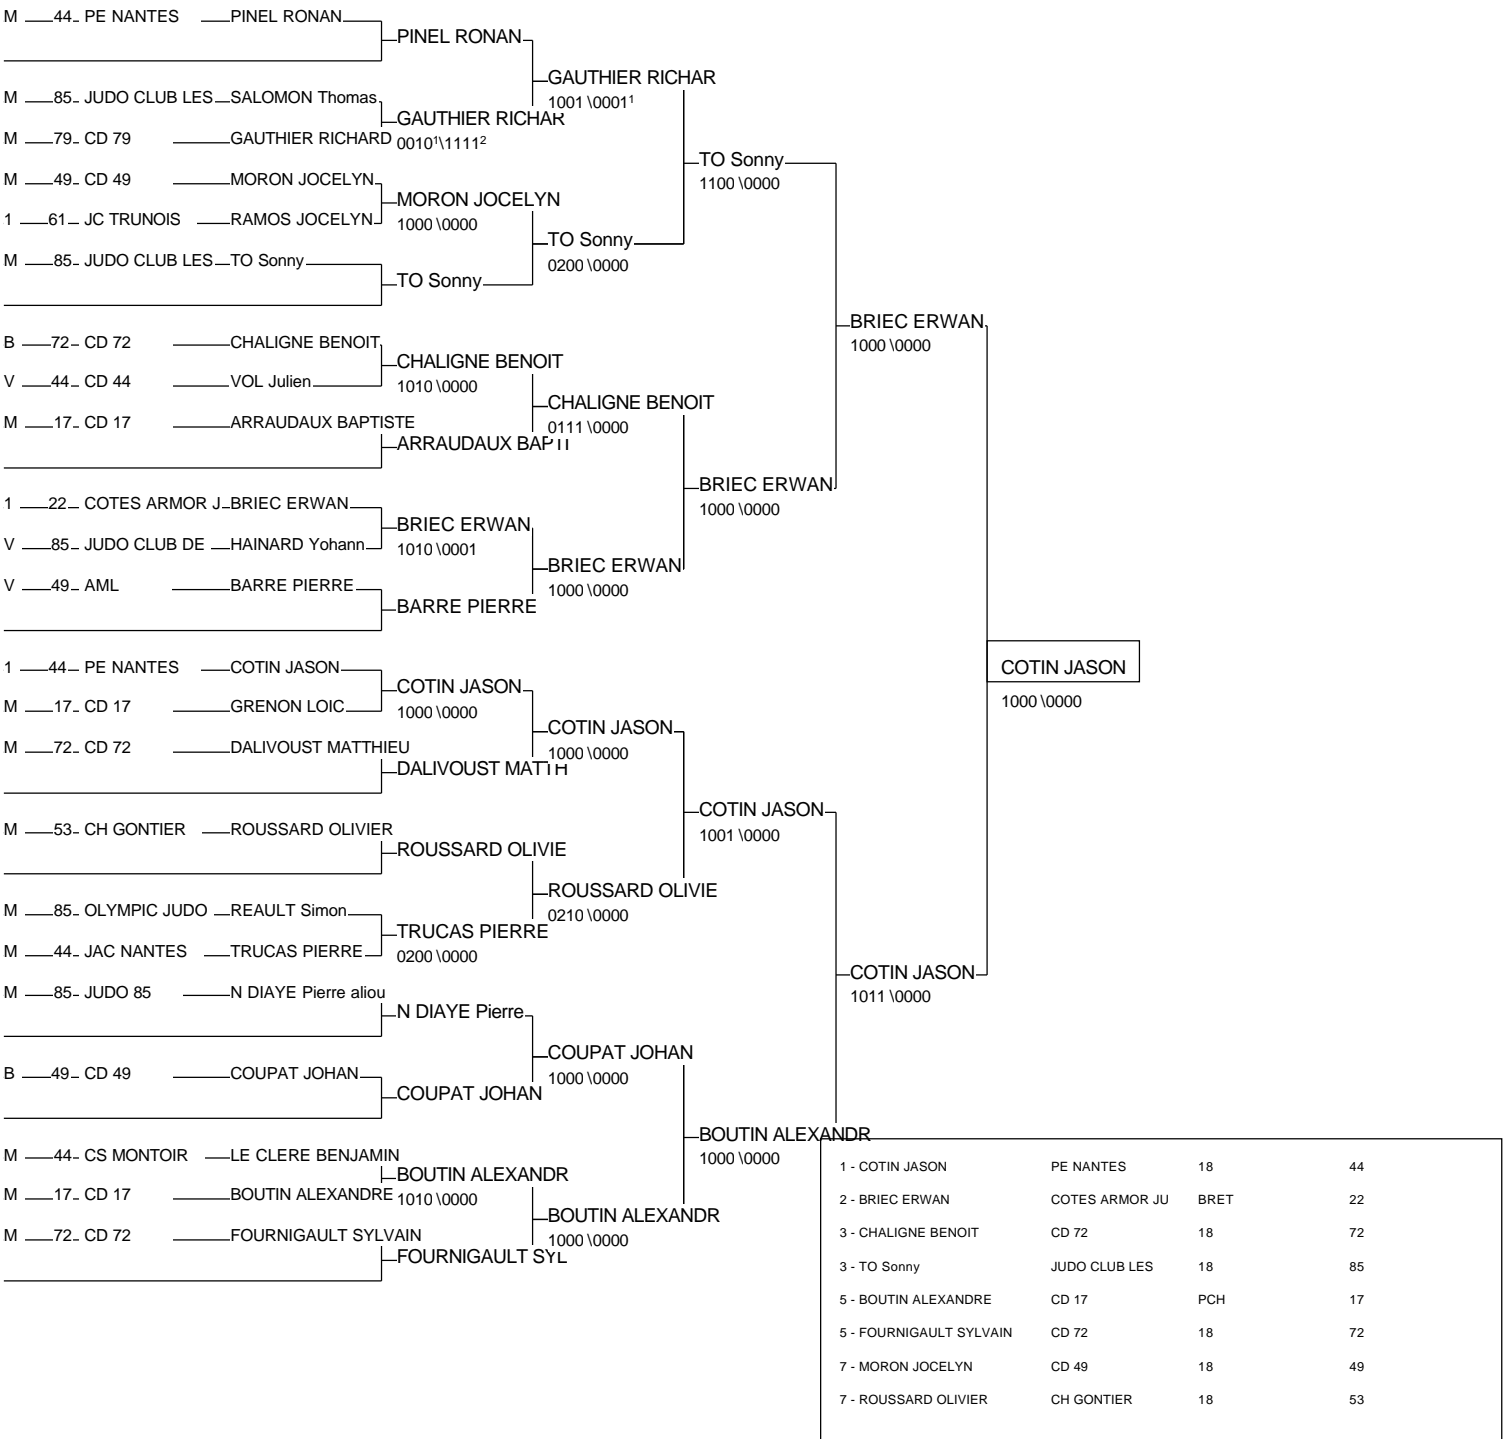 M 44 PE NANTES PINEL RONAN
PINEL RONAN
GAUTHIER RICHAR
1001 \0001¹
M 85 JUDO CLUB LES SALOMON Thomas
GAUTHIER RICHAR
0010¹\1111²
M 79 CD 79 GAUTHIER RICHARD
TO Sonny
1100 \0000
M 49 CD 49 MORON JOCELYN
MORON JOCELYN
1000 \0000
1 61 JC TRUNOIS RAMOS JOCELYN
TO Sonny
0200 \0000
M 85 JUDO CLUB LES TO Sonny
TO Sonny
BRIEC ERWAN
1000 \0000
B 72 CD 72 CHALIGNE BENOIT
CHALIGNE BENOIT
1010 \0000
V 44 CD 44 VOL Julien
CHALIGNE BENOIT
0111 \0000
M 17 CD 17 ARRAUDAUX BAPTISTE
ARRAUDAUX BAPTI
BRIEC ERWAN
1000 \0000
1 22 COTES ARMOR J BRIEC ERWAN
BRIEC ERWAN
1010 \0001
V 85 JUDO CLUB DE HAINARD Yohann
BRIEC ERWAN
1000 \0000
V 49 AML BARRE PIERRE
BARRE PIERRE
COTIN JASON
1000 \0000
1 44 PE NANTES COTIN JASON
COTIN JASON
1000 \0000
M 17 CD 17 GRENON LOIC
COTIN JASON
1000 \0000
M 72 CD 72 DALIVOUST MATTHIEU
DALIVOUST MATTH
COTIN JASON
1001 \0000
M 53 CH GONTIER ROUSSARD OLIVIER
ROUSSARD OLIVIE
ROUSSARD OLIVIE
0210 \0000
M 85 OLYMPIC JUDO REAULT Simon
TRUCAS PIERRE
0200 \0000
M 44 JAC NANTES TRUCAS PIERRE
COTIN JASON
1011 \0000
M 85 JUDO 85 N DIAYE Pierre aliou
N DIAYE Pierre
COUPAT JOHAN
1000 \0000
B 49 CD 49 COUPAT JOHAN
COUPAT JOHAN
BOUTIN ALEXANDR
1000 \0000
M 44 CS MONTOIR LE CLERE BENJAMIN
BOUTIN ALEXANDR
1010 \0000
M 17 CD 17 BOUTIN ALEXANDRE
BOUTIN ALEXANDR
1000 \0000
M 72 CD 72 FOURNIGAULT SYLVAIN
FOURNIGAULT SYL
1 - COTIN JASON PE NANTES 18 44
2 - BRIEC ERWAN COTES ARMOR JU BRET 22
3 - CHALIGNE BENOIT CD 72 18 72
3 - TO Sonny JUDO CLUB LES 18 85
5 - BOUTIN ALEXANDRE CD 17 PCH 17
5 - FOURNIGAULT SYLVAIN CD 72 18 72
7 - MORON JOCELYN CD 49 18 49
7 - ROUSSARD OLIVIER CH GONTIER 18 53